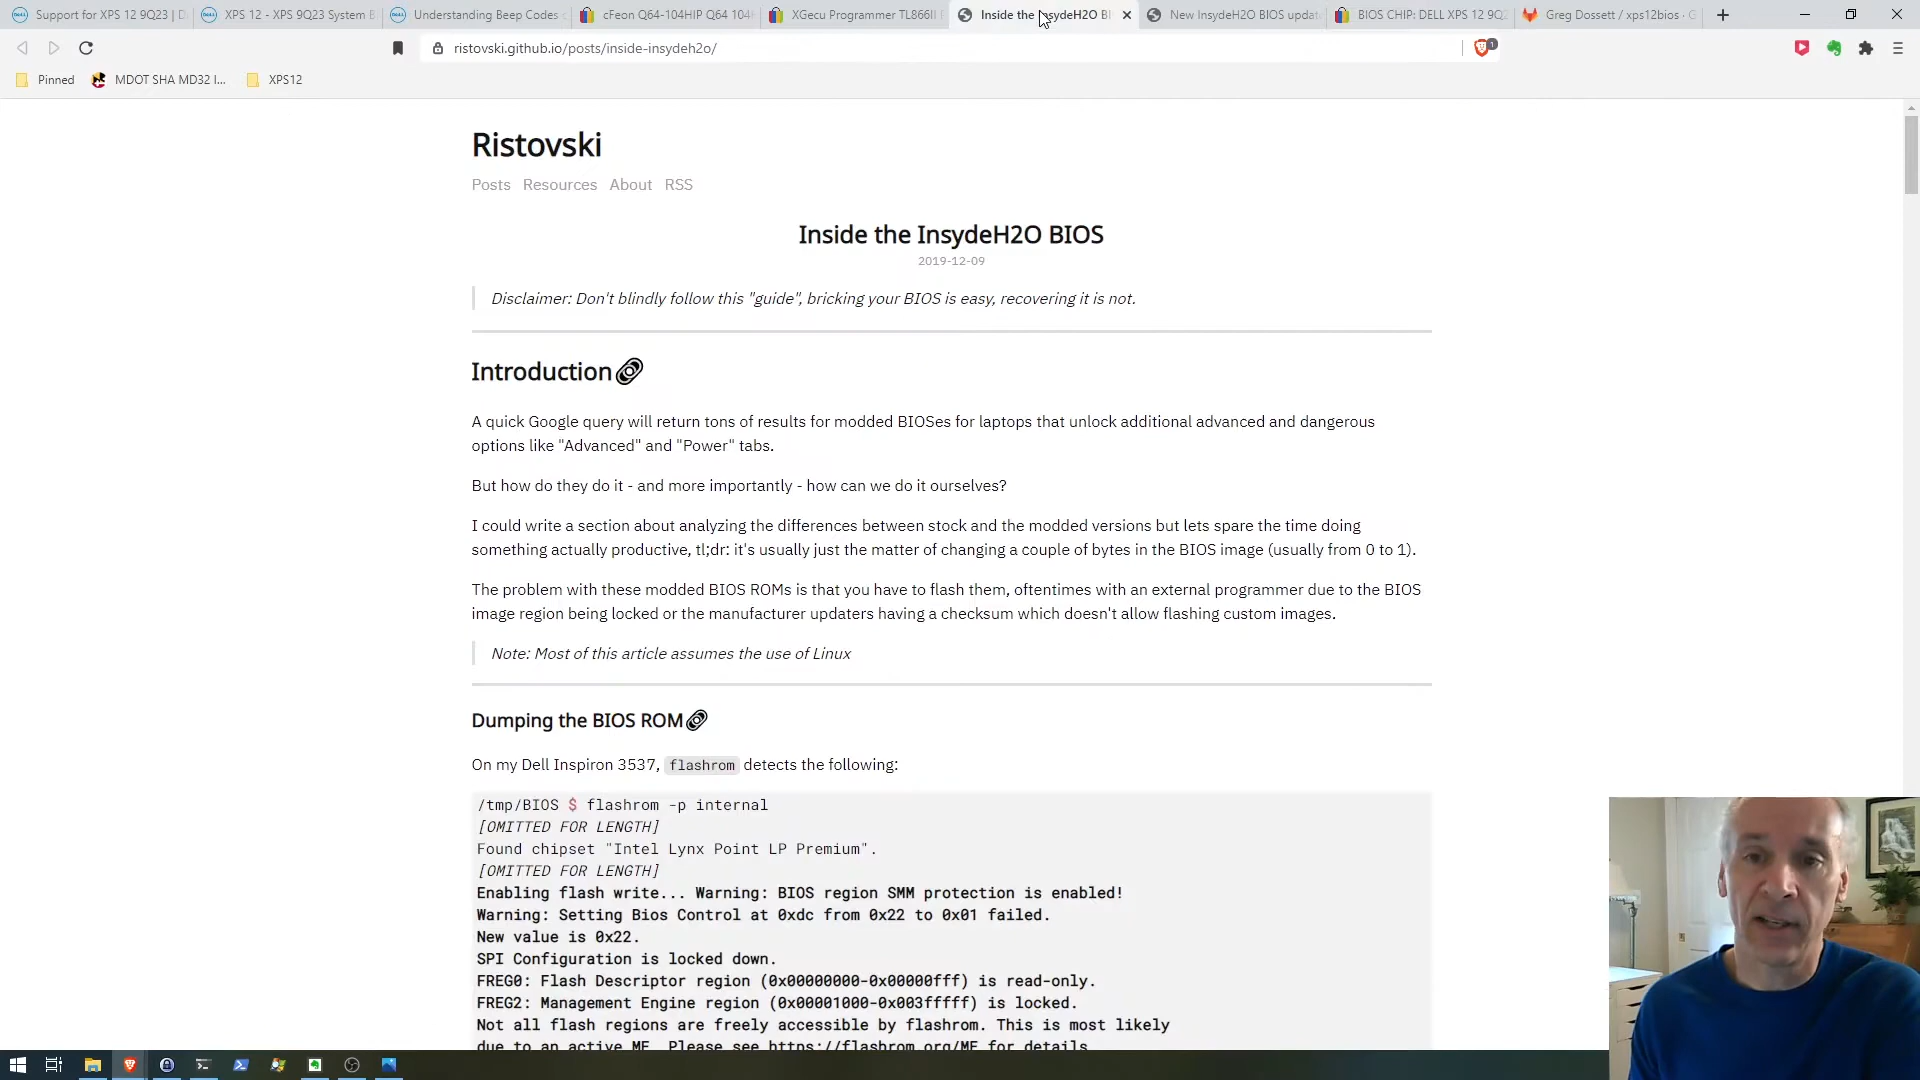 Support for XPS 12 9Q23 | D
XPS 12 - XPS 9Q23 System B
Understanding Beep Codes
cFeon Q64-104HIP Q64 104
XGecu Programmer TL866II
Inside the InsydeH2O BI
New InsydeH2O BIOS updat
BIOS CHIP: DELL XPS 12 9Q2
Greg Dossett / xps12bios · G
ristovski.github.io/posts/inside-insydeh2o/
1
Pinned
MDOT SHA MD32 I...
XPS12
Ristovski
Posts Resources About RSS
Inside the InsydeH2O BIOS
2019-12-09
Disclaimer: Don't blindly follow this "guide", bricking your BIOS is easy, recovering it is not.
Introduction
A quick Google query will return tons of results for modded BIOSes for laptops that unlock additional advanced and dangerous
options like "Advanced" and "Power" tabs.
But how do they do it - and more importantly - how can we do it ourselves?
I could write a section about analyzing the differences between stock and the modded versions but lets spare the time doing
something actually productive, tl;dr: it's usually just the matter of changing a couple of bytes in the BIOS image (usually from 0 to 1).
The problem with these modded BIOS ROMs is that you have to flash them, oftentimes with an external programmer due to the BIOS
image region being locked or the manufacturer updaters having a checksum which doesn't allow flashing custom images.
Note: Most of this article assumes the use of Linux
Dumping the BIOS ROM
On my Dell Inspiron 3537, flashrom detects the following:
/tmp/BIOS $ flashrom -p internal
[OMITTED FOR LENGTH]
Found chipset "Intel Lynx Point LP Premium".
[OMITTED FOR LENGTH]
Enabling flash write... Warning: BIOS region SMM protection is enabled!
Warning: Setting Bios Control at 0xdc from 0x22 to 0x01 failed.
New value is 0x22.
SPI Configuration is locked down.
FREG0: Flash Descriptor region (0x00000000-0x00000fff) is read-only.
FREG2: Management Engine region (0x00001000-0x003fffff) is locked.
Not all flash regions are freely accessible by flashrom. This is most likely
due to an active ME. Please see https://flashrom.org/ME for details.